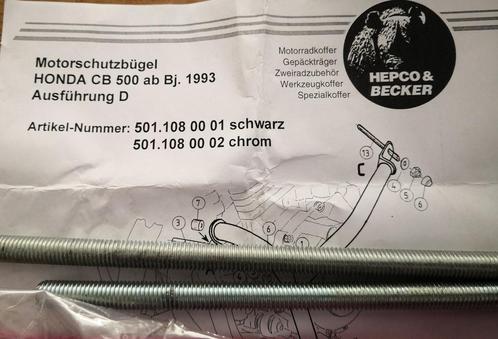 Motorschutzbügel
HONDA CB 500 ab Bj. 1993
Ausführung D
Artikel-Nummer: 501.108 00 01 schwarz
501.108 00 02 chrom
Motorradkoffer
Gepäckträger
Zweiradzubehör
Werkzeugkoffer
Spezialkoffer
HEPCO &
BECKER
13
C
4
5
6
7
3
6
1